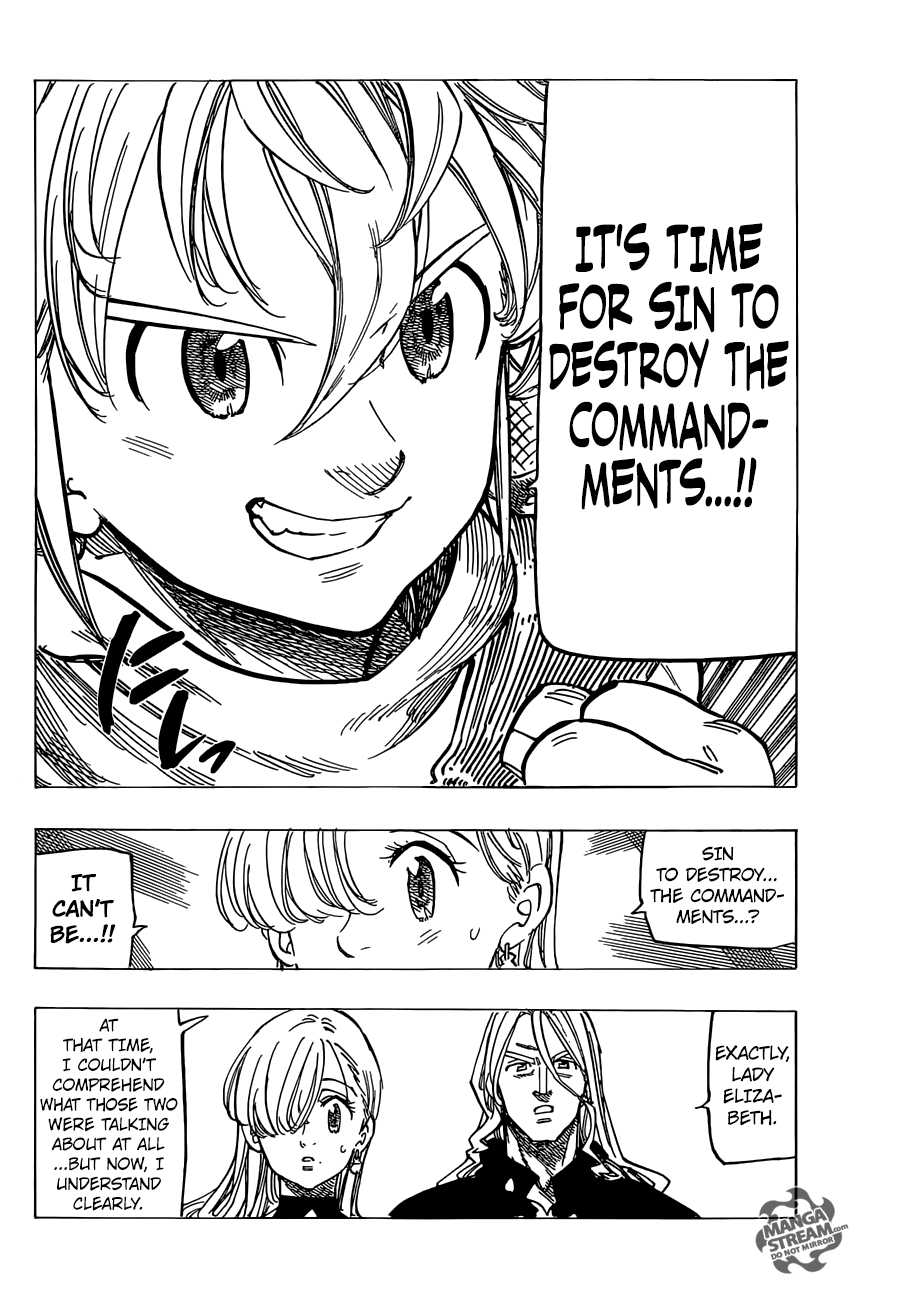 IT'S TIME
FOR SIN TO
DESTROY THE
COMMAND-
MENTS...!!
SIN
TO DESTROY...
THE COMMAND-
MENTS...?
IT
CAN'T
BE...!!
EXACTLY,
LADY
ELIZA-
BETH.
AT
THAT TIME,
I COULDN'T
COMPREHEND
WHAT THOSE TWO
WERE TALKING
ABOUT AT ALL
...BUT NOW, I
UNDERSTAND
CLEARLY.
MANGA
STREAM.com
DO NOT MIRROR